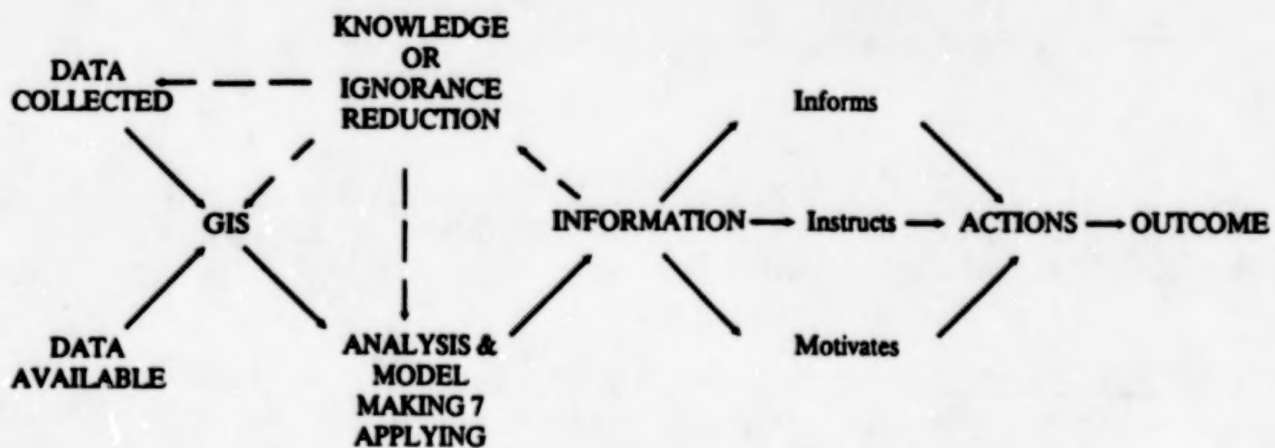 DATA
COLLECTED
KNOWLEDGE
OR
IGNORANCE
REDUCTION
GIS
DATA
AVAILABLE
ANALYSIS &
MODEL
MAKING 7
APPLYING
INFORMATION
Informs
Instructs
Motivates
ACTIONS
OUTCOME